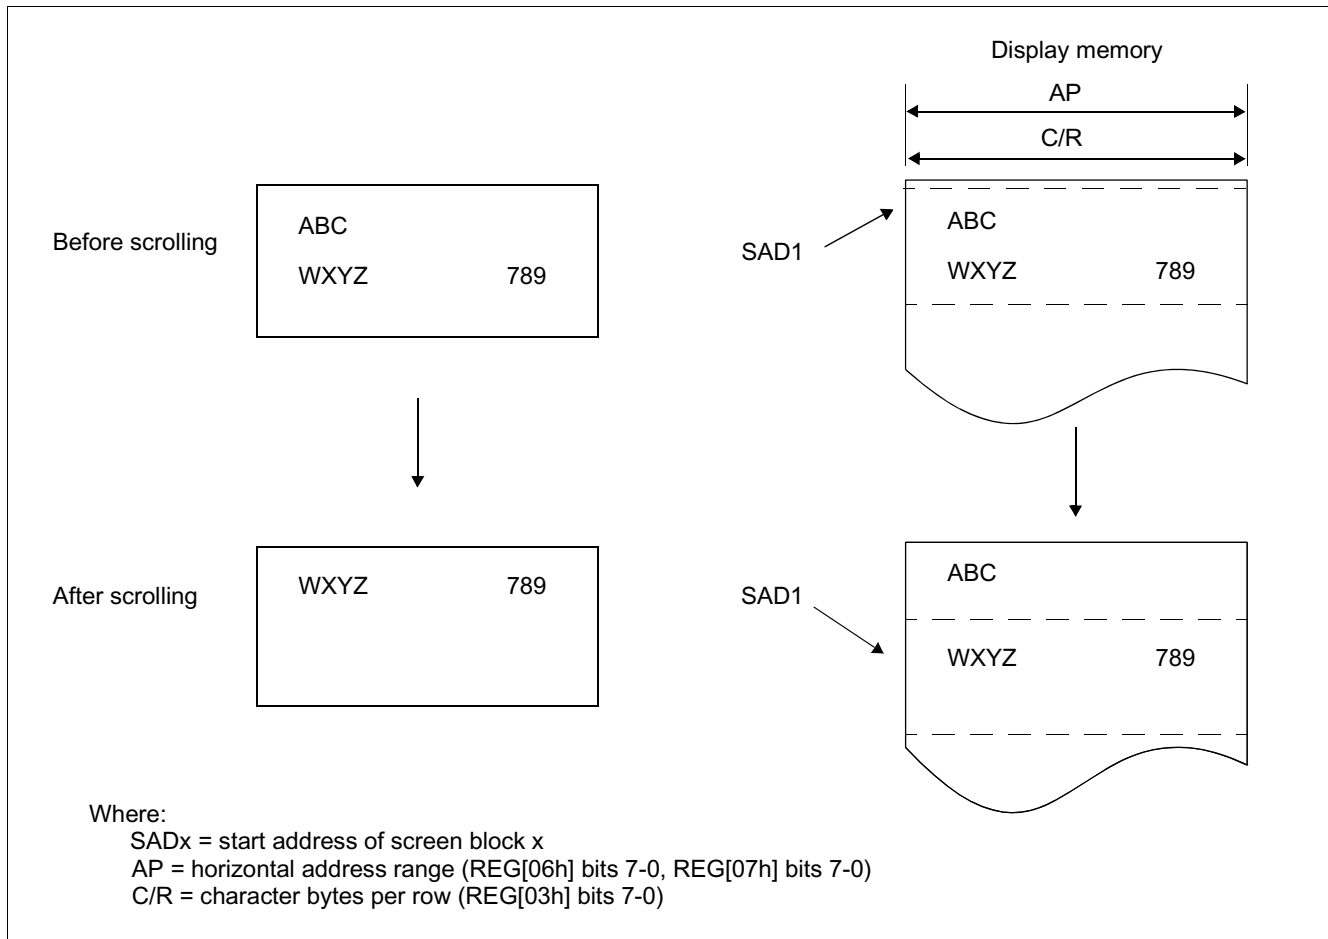 Display memory
AP
C/R
Before scrolling
ABC
WXYZ 789
SAD1
ABC
WXYZ 789
After scrolling
WXYZ 789
SAD1
ABC
WXYZ 789
Where:
SADx = start address of screen block x
AP = horizontal address range (REG[06h] bits 7-0, REG[07h] bits 7-0)
C/R = character bytes per row (REG[03h] bits 7-0)